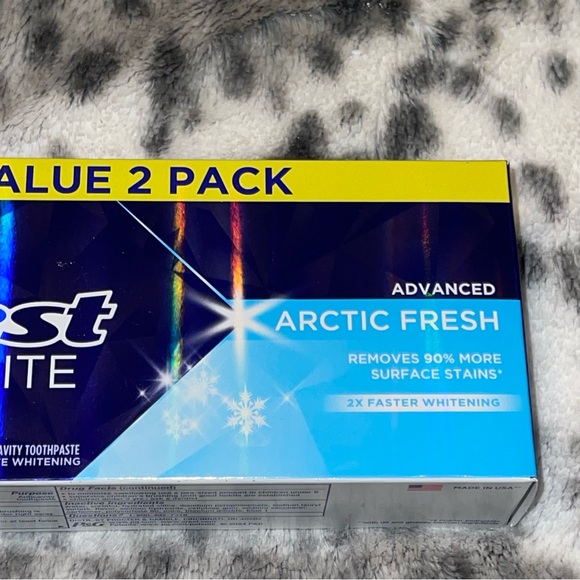 ALUE 2 PACK
est
ITE
AVITY TOOTHPASTE
E WHITENING
ADVANCED
ARCTIC FRESH
REMOVES 90% MORE
SURFACE STAINS*
2X FASTER WHITENING
Drug Facts (continued)
Purpose
MADE IN USA
P&G